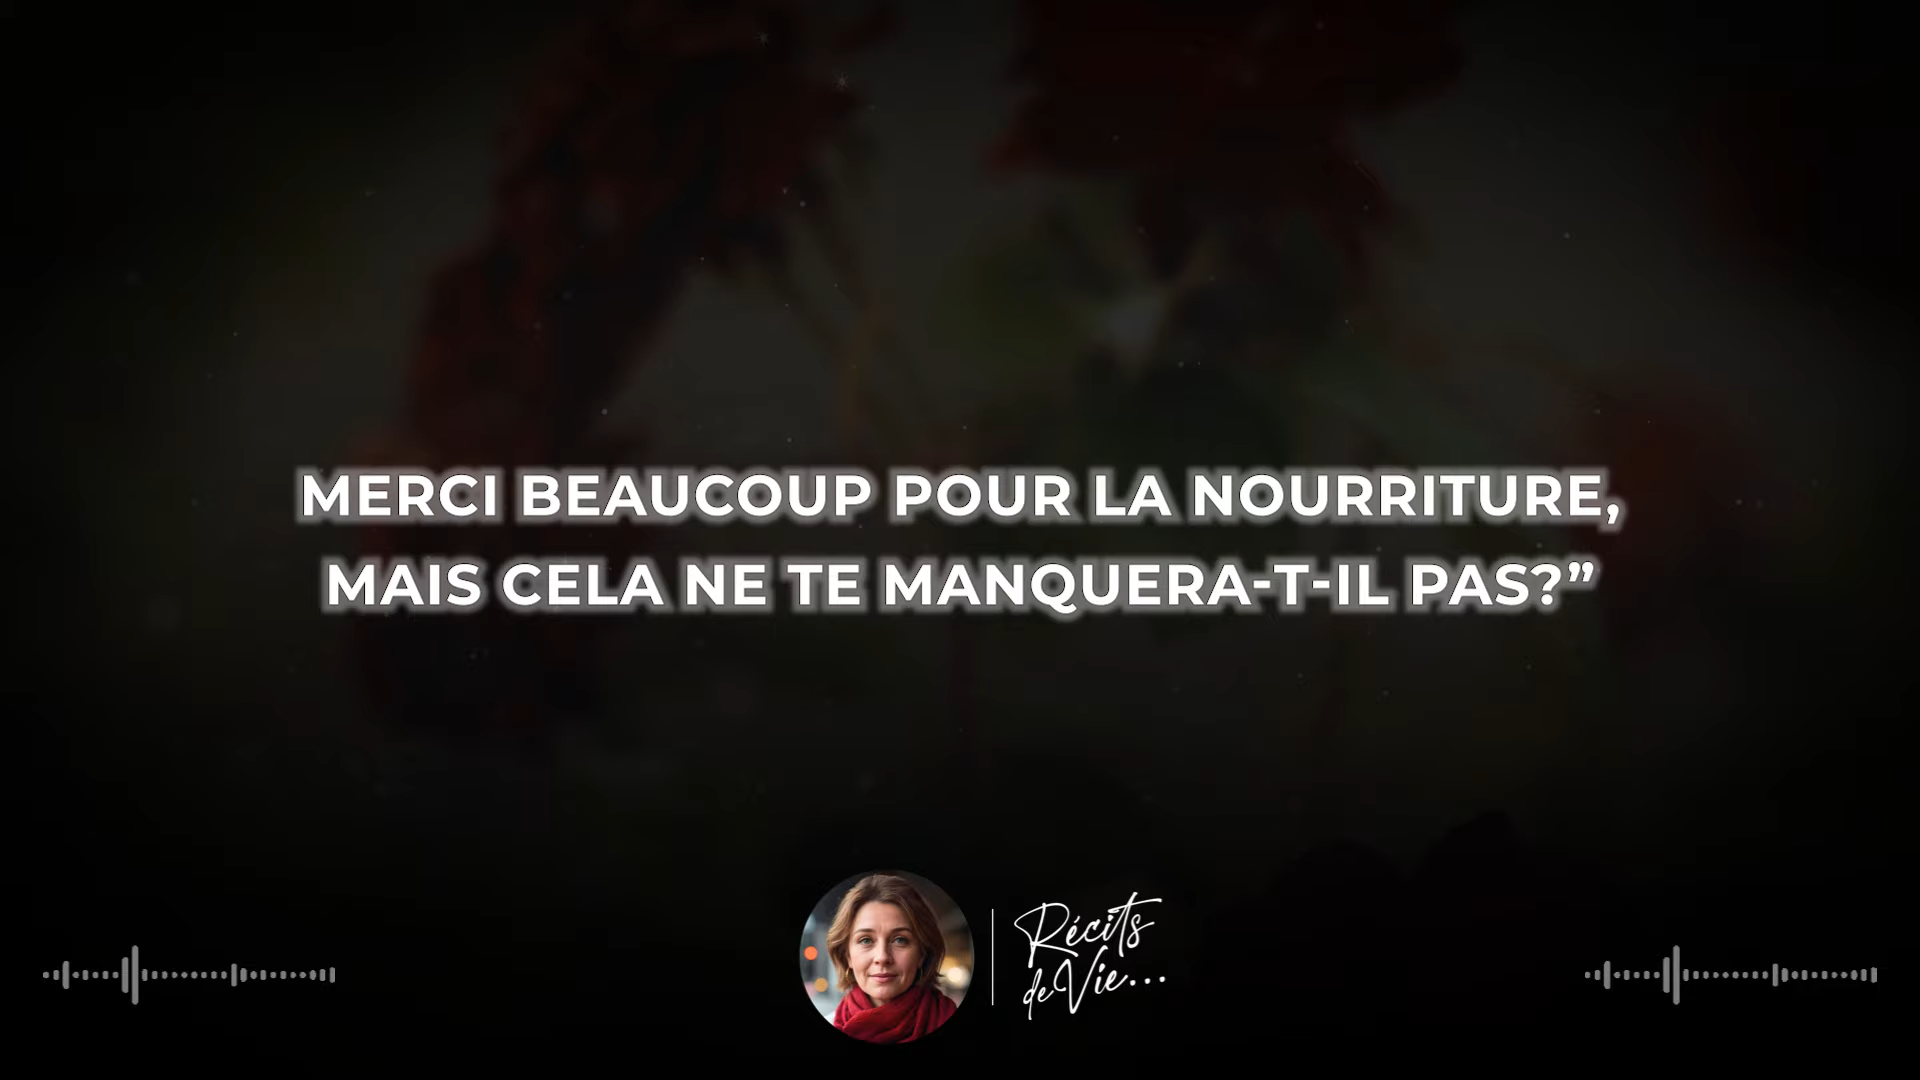 MERCI BEAUCOUP POUR LA NOURRITURE,
MAIS CELA NE TE MANQUERA-T-IL PAS?”
Récits
de Vie...